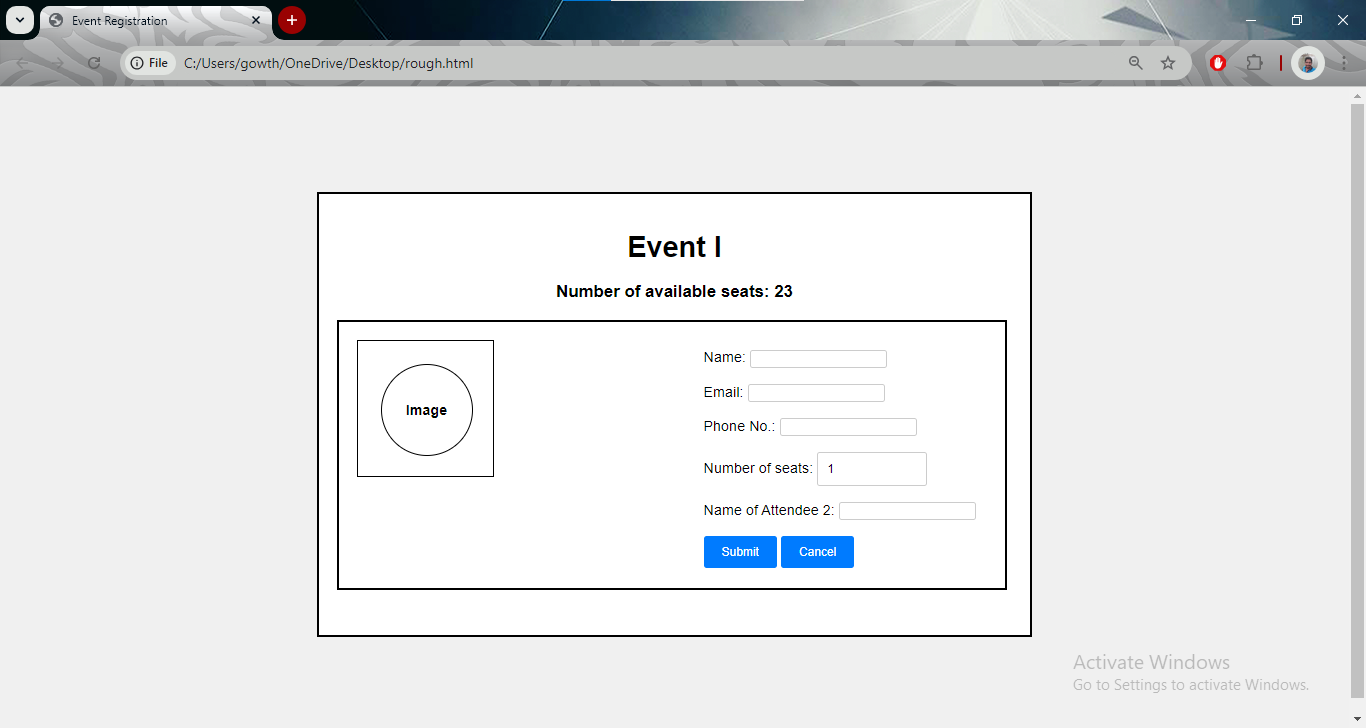 Event Registration
File C:/Users/gowth/OneDrive/Desktop/rough.html
Event I
Number of available seats: 23
Image
Name:
Email:
Phone No.:
Number of seats: 1
Name of Attendee 2:
Submit Cancel
Activate Windows
Go to Settings to activate Windows.